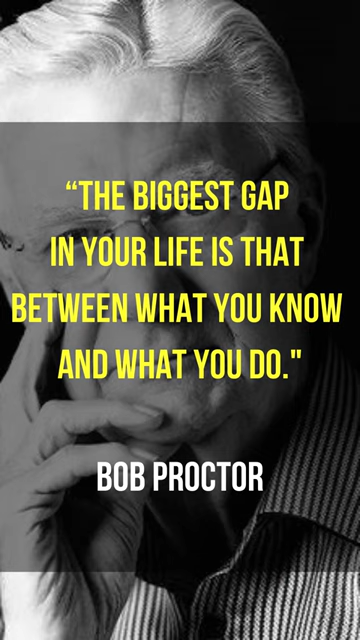 “THE BIGGEST GAP
IN YOUR LIFE IS THAT
BETWEEN WHAT YOU KNOW
AND WHAT YOU DO."
BOB PROCTOR